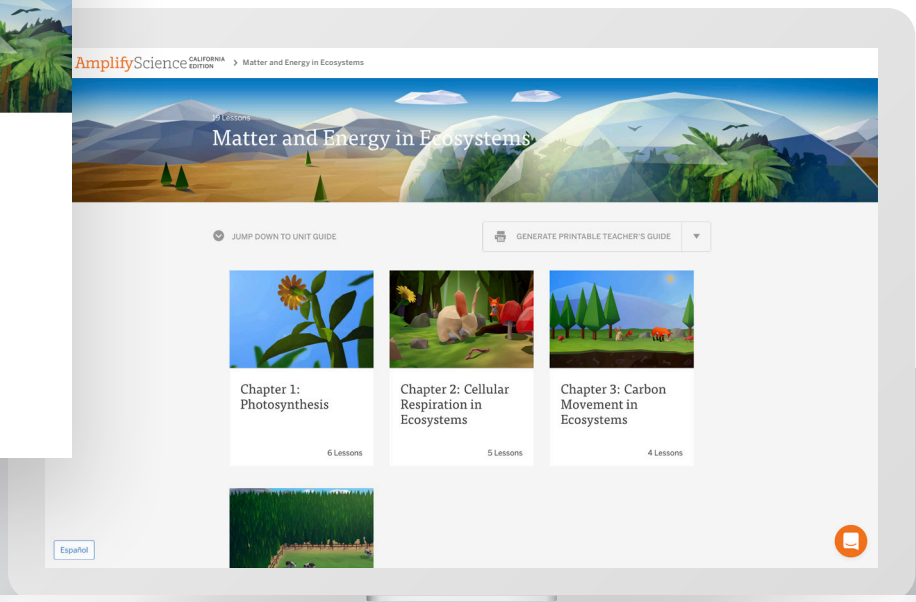 AmplifyScience CALIFORNIA EDITION > Matter and Energy in Ecosystems
19 Lessons
Matter and Energy in Ecosystems
JUMP DOWN TO UNIT GUIDE
GENERATE PRINTABLE TEACHER'S GUIDE
Chapter 1:
Photosynthesis
6 Lessons
Chapter 2: Cellular
Respiration in
Ecosystems
5 Lessons
Chapter 3: Carbon
Movement in
Ecosystems
4 Lessons
Español